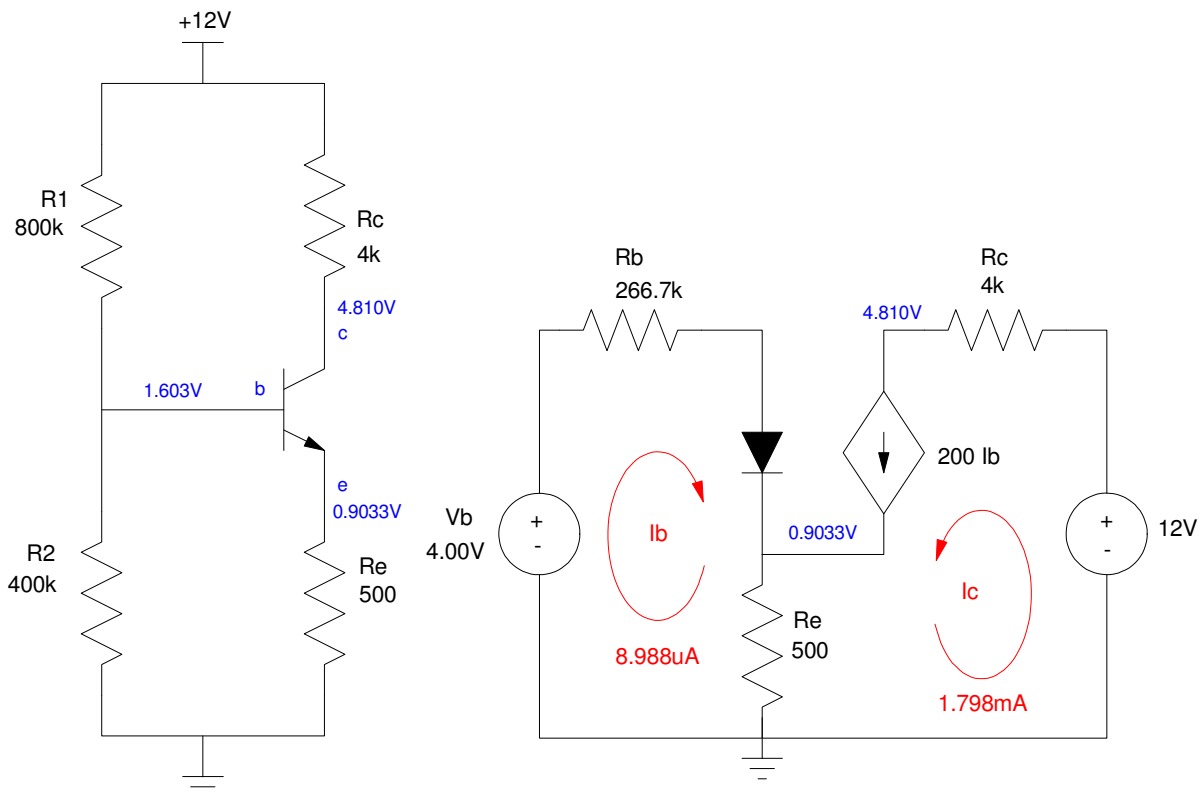 +12V
R1
800k
Rc
4k
4.810V
c
1.603V
b
e
0.9033V
R2
400k
Re
500
Rb
266.7k
Rc
4k
4.810V
200 Ib
Vb
4.00V
+
-
Ib
0.9033V
+
-
12V
Ic
Re
500
8.988uA
1.798mA